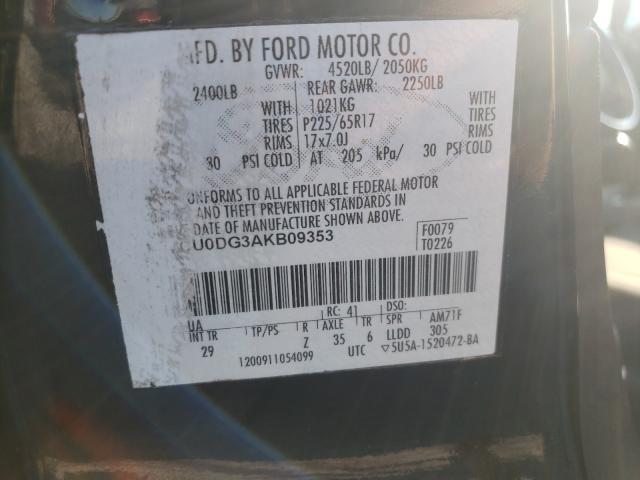 MFD. BY FORD MOTOR CO.
GVWR: 4520LB/ 2050KG
2400LB REAR GAWR: 2250LB
WITH 1021KG WITH
TIRES P225/65R17 TIRES
RIMS 17x7.0J RIMS
30 PSI COLD AT 205 kPa/ 30 PSI COLD
ONFORMS TO ALL APPLICABLE FEDERAL MOTOR
AND THEFT PREVENTION STANDARDS IN
DATE OF MANUFACTURE SHOWN ABOVE.
U0DG3AKB09353 F0079
T0226
UA RC: 41 DSO:
INT TR TP/PS R AXLE TR SPR AM71F
29 Z 35 6 LLDD 305
1200911054099 UTC ▽5U5A-1520472-BA